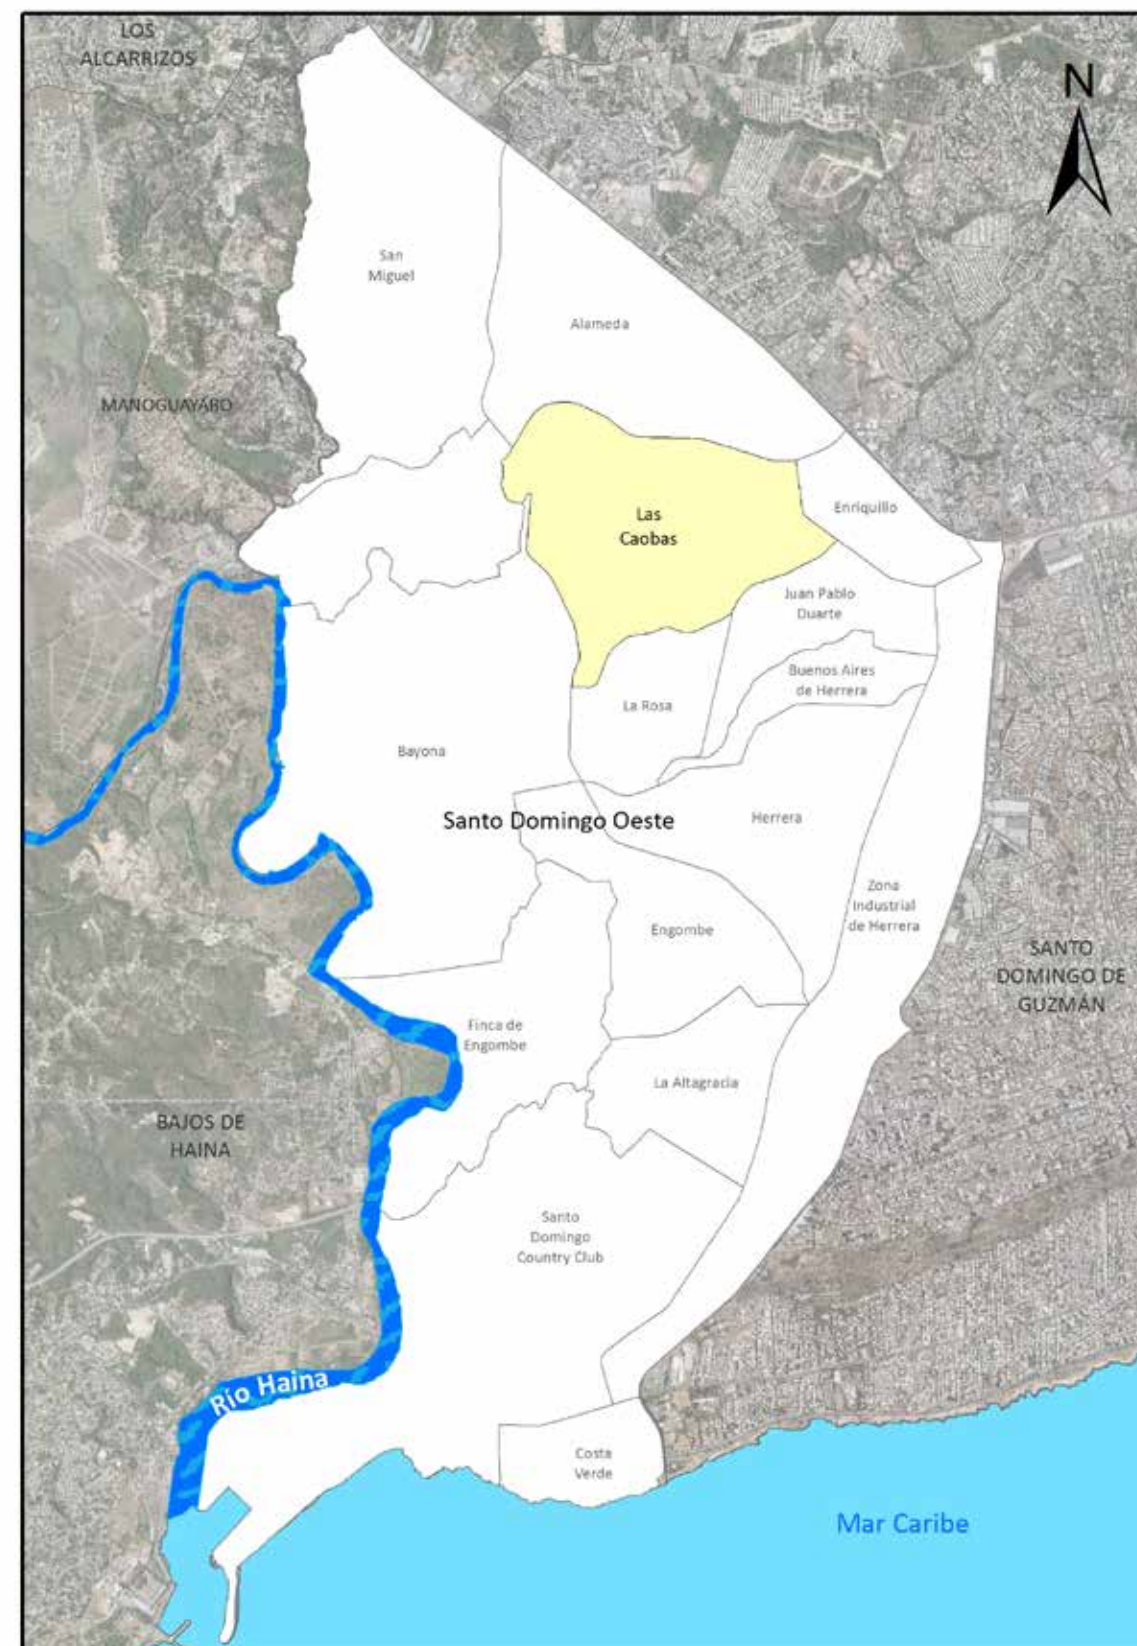 LOS
ALCARRIZOS
N
San
Miguel
Alameda
MANOGUAYABO
Las
Caobas
Enriquillo
Juan Pablo
Duarte
Buenos Aires
de Herrera
La Rosa
Bayona
Santo Domingo Oeste
Herrera
Zona
Industrial
de Herrera
Engombe
SANTO
DOMINGO DE
GUZMÁN
Finca de
Engombe
La Altagracia
BAJOS DE
HAINA
Santo
Domingo
Country Club
Río Haina
Costa
Verde
Mar Caribe